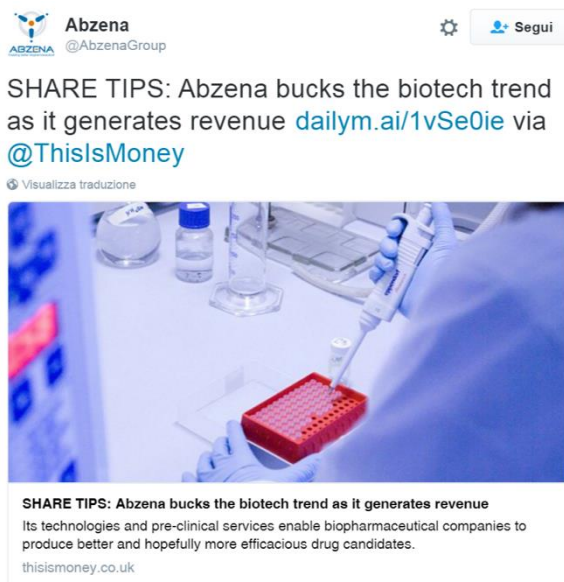 Abzena
@AbzenaGroup
ABZENA
Segui
SHARE TIPS: Abzena bucks the biotech trend
as it generates revenue dailym.ai/1vSe0ie via
@ThisIsMoney
Visualizza traduzione
SHARE TIPS: Abzena bucks the biotech trend as it generates revenue
Its technologies and pre-clinical services enable biopharmaceutical companies to
produce better and hopefully more efficacious drug candidates.
thisismoney.co.uk